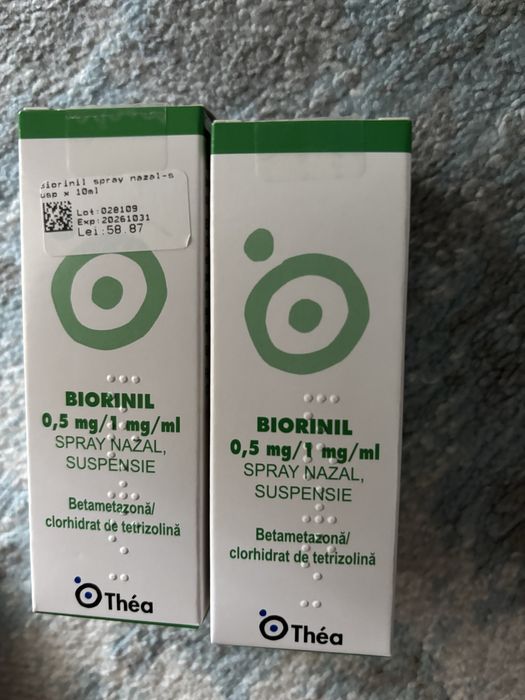 Biorinil spray nazal-s
usp x 10ml
Lot:028109
Exp:20261031
Lei:58.87
BIORINIL
0,5 mg/1 mg/ml
SPRAY NAZAL,
SUSPENSIE
Betametazonă/
clorhidrat de tetrizolină
Théa
BIORINIL
0,5 mg/1 mg/ml
SPRAY NAZAL,
SUSPENSIE
Betametazonă/
clorhidrat de tetrizolină
Théa